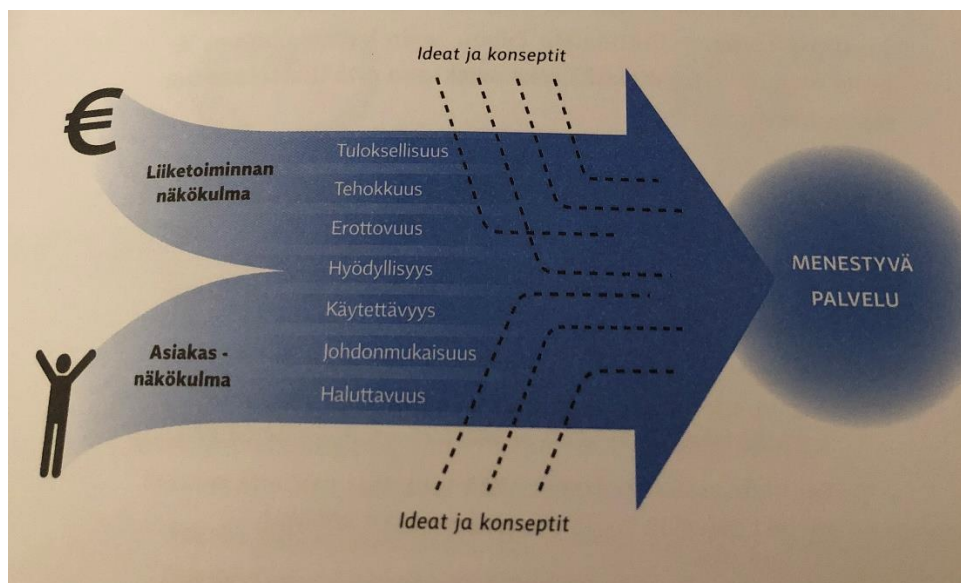 Ideat ja konseptit
€
Liiketoiminnan
näkökulma
Tuloksellisuus
Tehokkuus
Erottovuus
Hyödyllisyys
Käytettävyys
Johdonmukaisuus
Haluttavuus
Asiakas -
näkökulma
MENESTYVÄ
PALVELU
Ideat ja konseptit